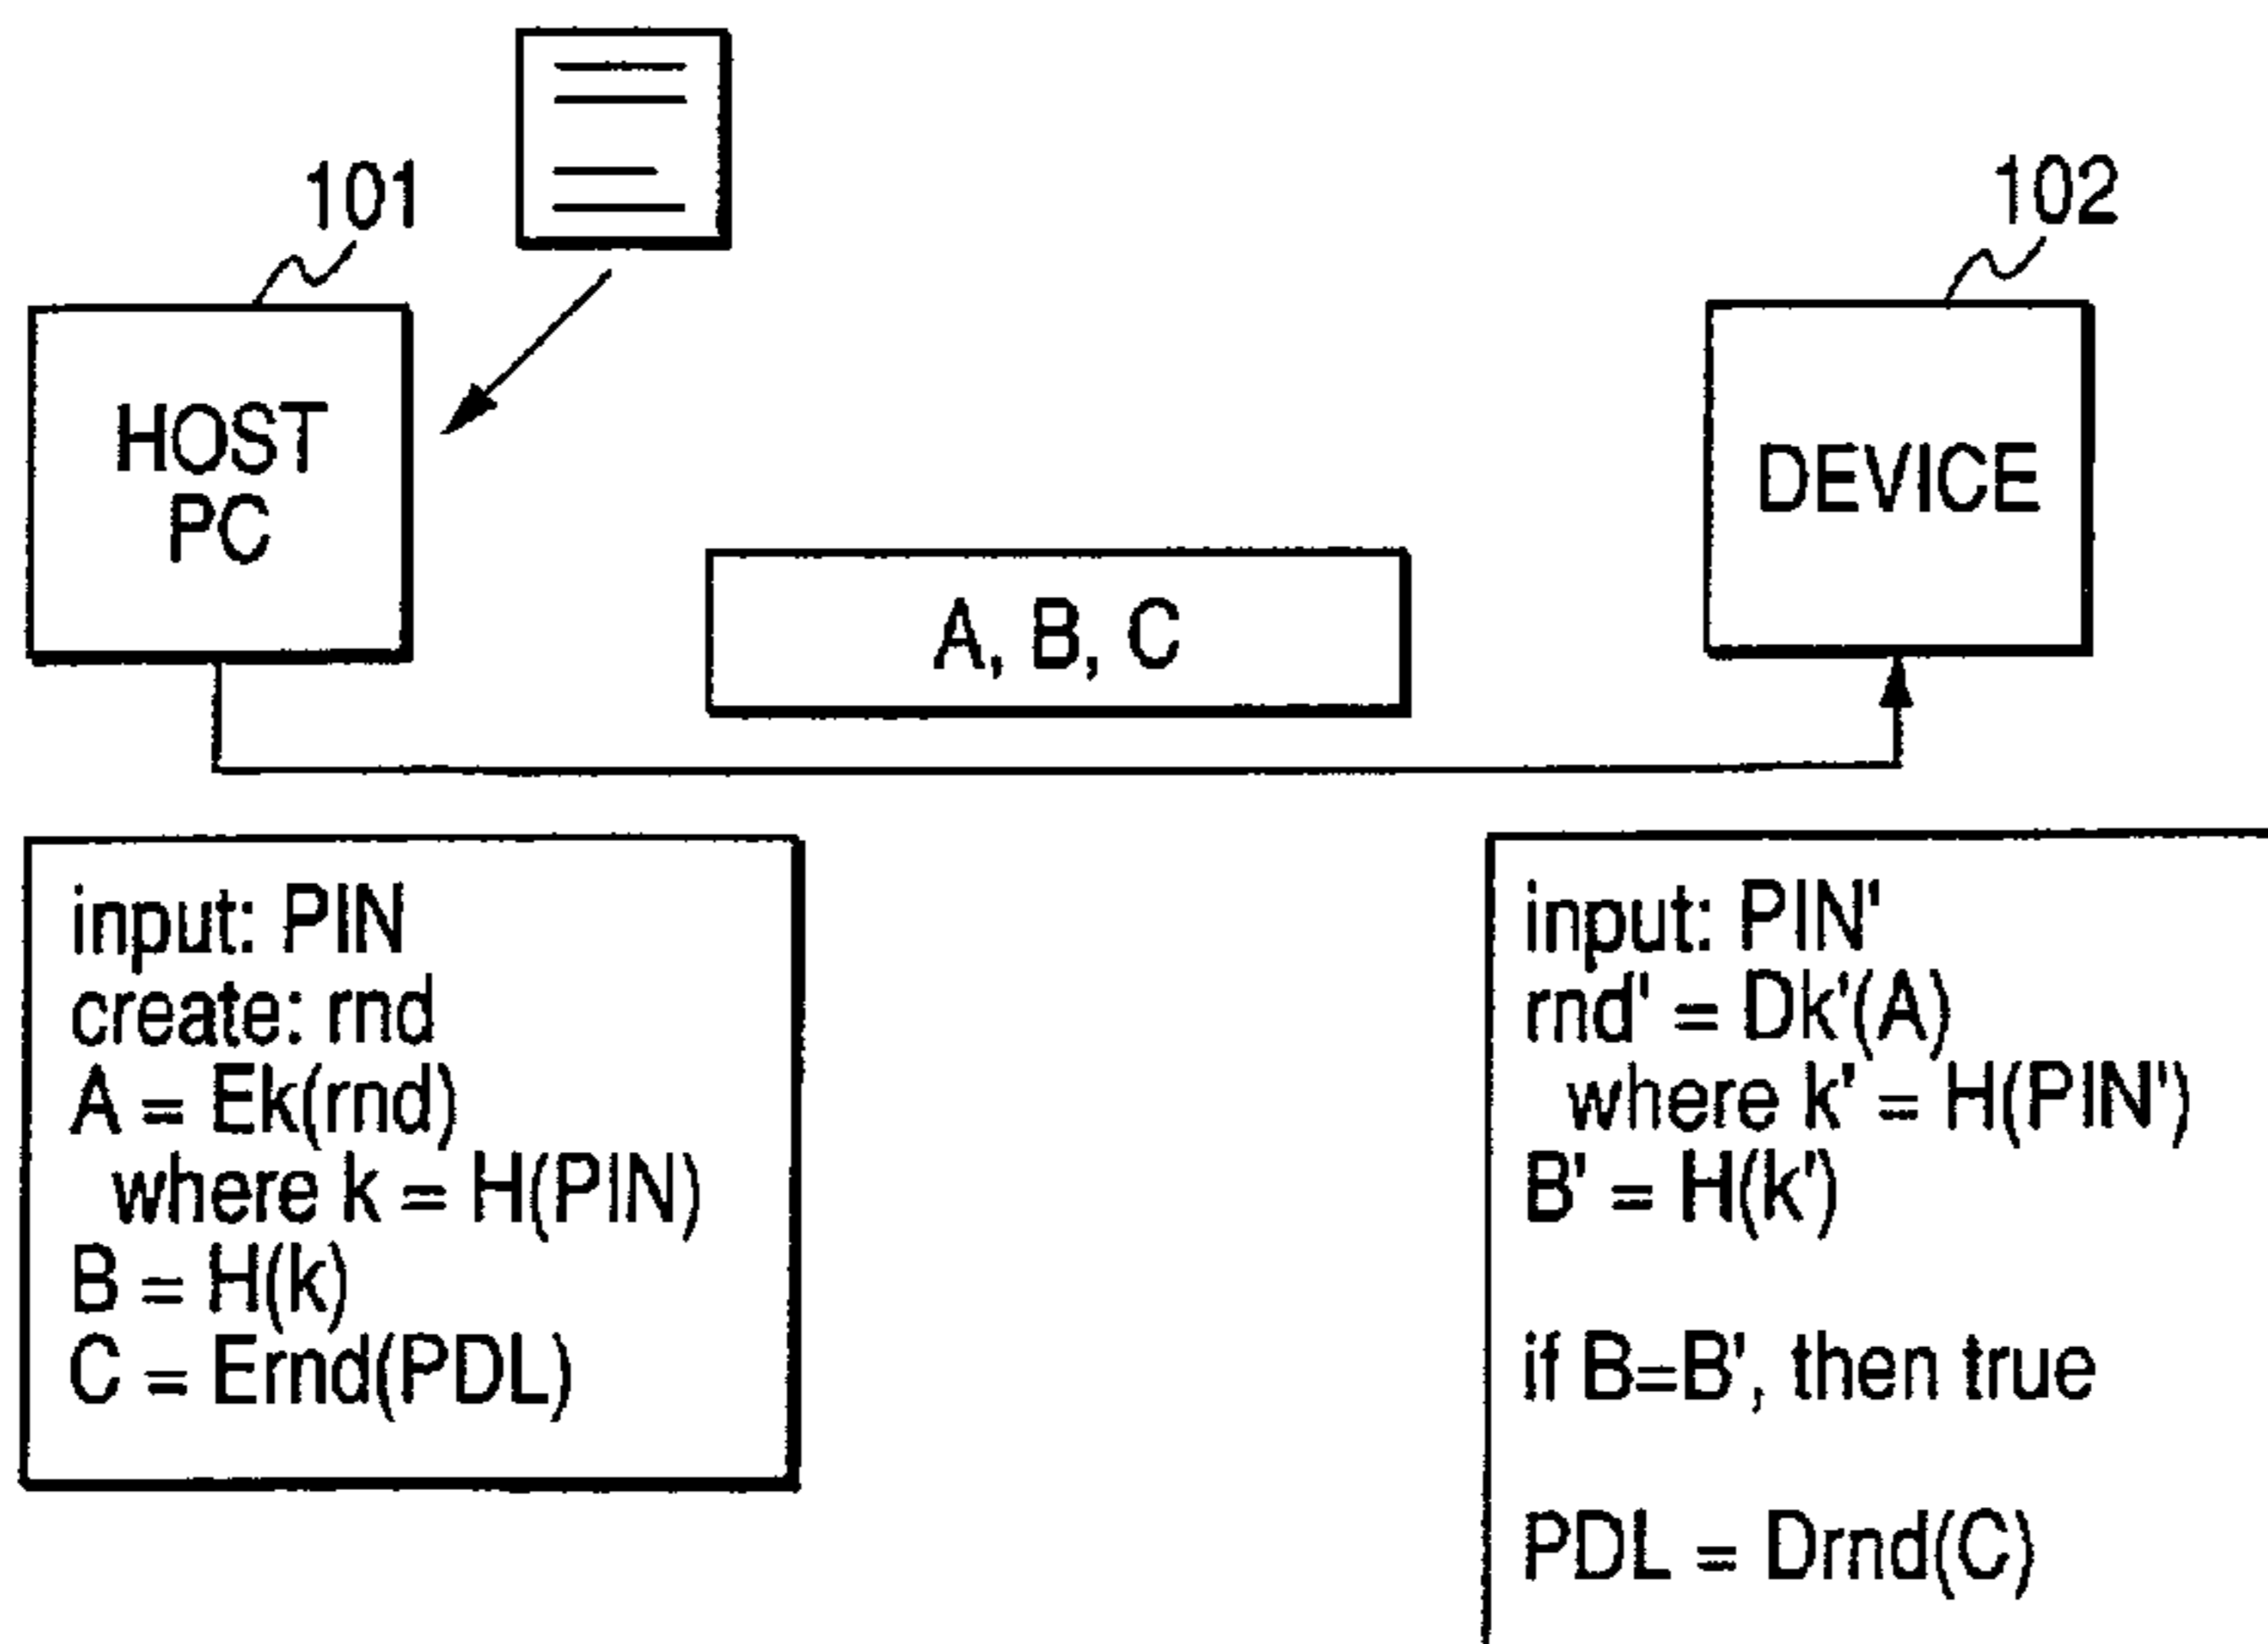 101
102
HOST
PC
DEVICE
A, B, C
input: PIN
create: rnd
A = Ek(rnd)
where k = H(PIN)
B = H(k)
C = Ernd(PDL)
input: PIN'
rnd' = Dk'(A)
where k' = H(PIN')
B' = H(k')
if B=B', then true
PDL = Drnd(C)